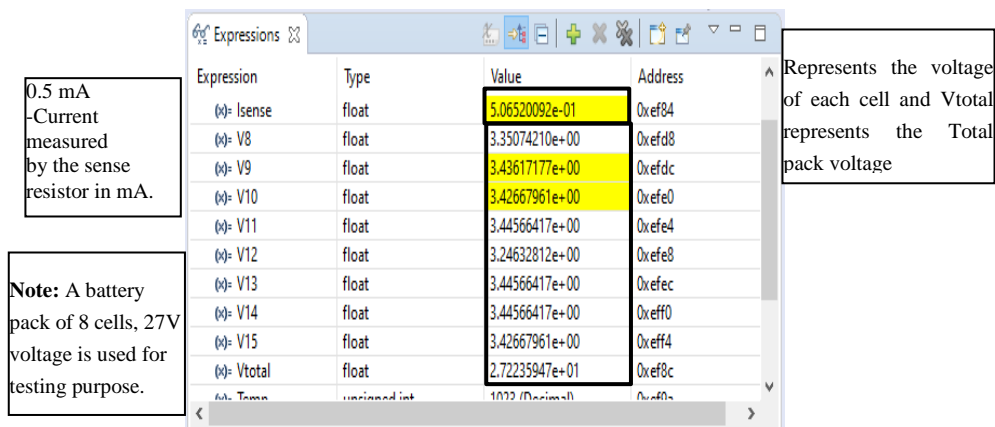 Expressions
Expression Type Value Address
(x)= Isense float 5.06520092e-01 0xef84
(x)= V8 float 3.35074210e+00 0xefd8
(x)= V9 float 3.43617177e+00 0xefdc
(x)= V10 float 3.42667961e+00 0xefe0
(x)= V11 float 3.44566417e+00 0xefe4
(x)= V12 float 3.24632812e+00 0xefe8
(x)= V13 float 3.44566417e+00 0xefec
(x)= V14 float 3.44566417e+00 0xeff0
(x)= V15 float 3.42667961e+00 0xeff4
(x)= Vtotal float 2.72235947e+01 0xef8c
(x)= Temp unsigned int 1023 (Decimal)
0.5 mA
-Current
measured
by the sense
resistor in mA.
Note: A battery
pack of 8 cells, 27V
voltage is used for
testing purpose.
Represents the voltage
of each cell and Vtotal
represents the Total
pack voltage